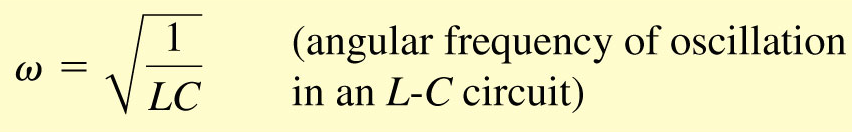 ω = √(1/LC) (angular frequency of oscillation
in an L-C circuit)